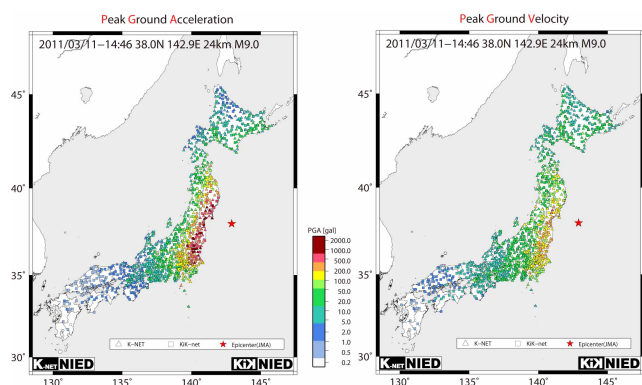 Peak Ground Acceleration
2011/03/11−14:46 38.0N 142.9E 24km M9.0
45˚
40˚
35˚
30˚
130˚ 135˚ 140˚ 145˚
△ K−NET □ KiK−net ★ Epicenter(JMA)
K-NET NIED
KiK NIED
PGA [gal]
2000.0
1000.0
500.0
200.0
100.0
50.0
20.0
10.0
5.0
2.0
1.0
0.5
0.2
Peak Ground Velocity
2011/03/11−14:46 38.0N 142.9E 24km M9.0
45˚
40˚
35˚
30˚
130˚ 135˚ 140˚ 145˚
△ K−NET □ KiK−net ★ Epicenter(JMA)
K-NET NIED
KiK NIED